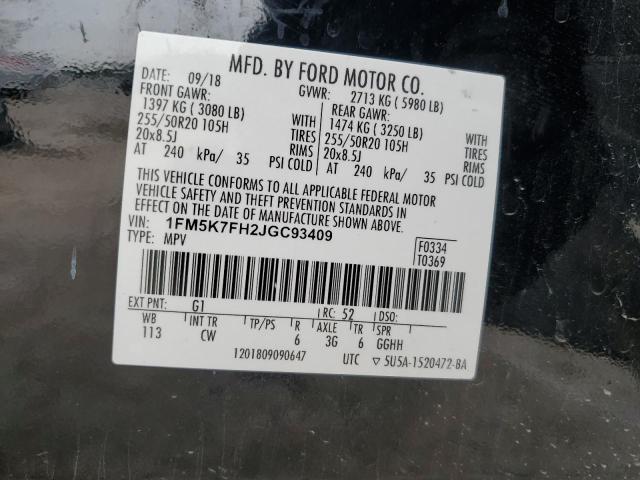 MFD. BY FORD MOTOR CO.
DATE: 09/18 GVWR: 2713 KG ( 5980 LB)
FRONT GAWR: REAR GAWR:
1397 KG ( 3080 LB) WITH 1474 KG ( 3250 LB) WITH
255/50R20 105H TIRES 255/50R20 105H TIRES
20x8.5J RIMS 20x8.5J RIMS
AT 240 kPa/ 35 PSI COLD AT 240 kPa/ 35 PSI COLD
THIS VEHICLE CONFORMS TO ALL APPLICABLE FEDERAL MOTOR
VEHICLE SAFETY AND THEFT PREVENTION STANDARDS IN
EFFECT ON THE DATE OF MANUFACTURE SHOWN ABOVE.
VIN: 1FM5K7FH2JGC93409
TYPE: MPV
F0334
T0369
EXT PNT: G1 RC: 52 DSO:
WB INT TR TP/PS R AXLE TR SPR
113 CW 6 3G 6 GGHH
1201809090647 UTC ▽ 5U5A-1520472-BA